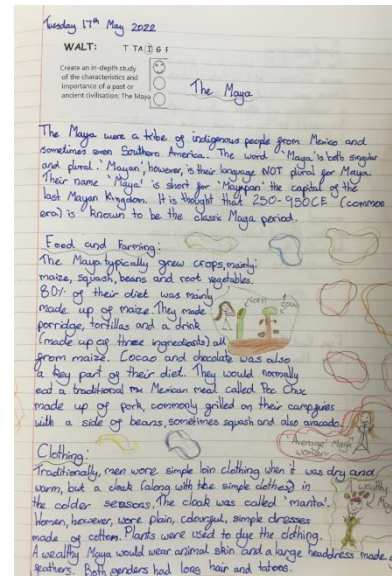 Tuesday 17th May 2022
WALT: T TA I G P
Create an in-depth study
of the characteristics and
importance of a past or
ancient civilisation: The Maya
The Maya
The Maya were a tribe of indigenous people from Mexico and
sometimes even Southern America. The word 'Maya' is both singular
and plural. 'Mayan', however, is their language NOT plural for Maya.
Their name 'Maya' is short for 'Mayapan' the capital of the
last Mayan Kingdom. It is thought that 250-950CE (common
era) is known to be the classic Maya period.
Food and Farming:
The Maya typically grew crops, mainly:
maize, squash, beans and root vegetables.
80% of their diet was mainly
made up of maize. They made
porridge, tortillas and a drink
(made up of three ingredients) all
from maize. Cocao and chocolate was also
a key part of their diet. They would normally
eat a traditional Mexican meal called Poc Chuc
made up of pork, commonly grilled on their campfires
with a side of beans, sometimes squash and also avacado.
corn
cocao
Clothing:
"Average" Maya
woman
Traditionally, men wore simple loin clothing when it was dry and
warm, but a cloak (along with the simple clothes) in
the colder seasons. The cloak was called 'manta'.
Women, however, wore plain, colourful, simple dresses
made of cotton. Plants were used to dye the clothing.
A wealthy Maya would wear animal skin and a large headdress made
feathers. Both genders had long hair and tatoos.
A wealthy